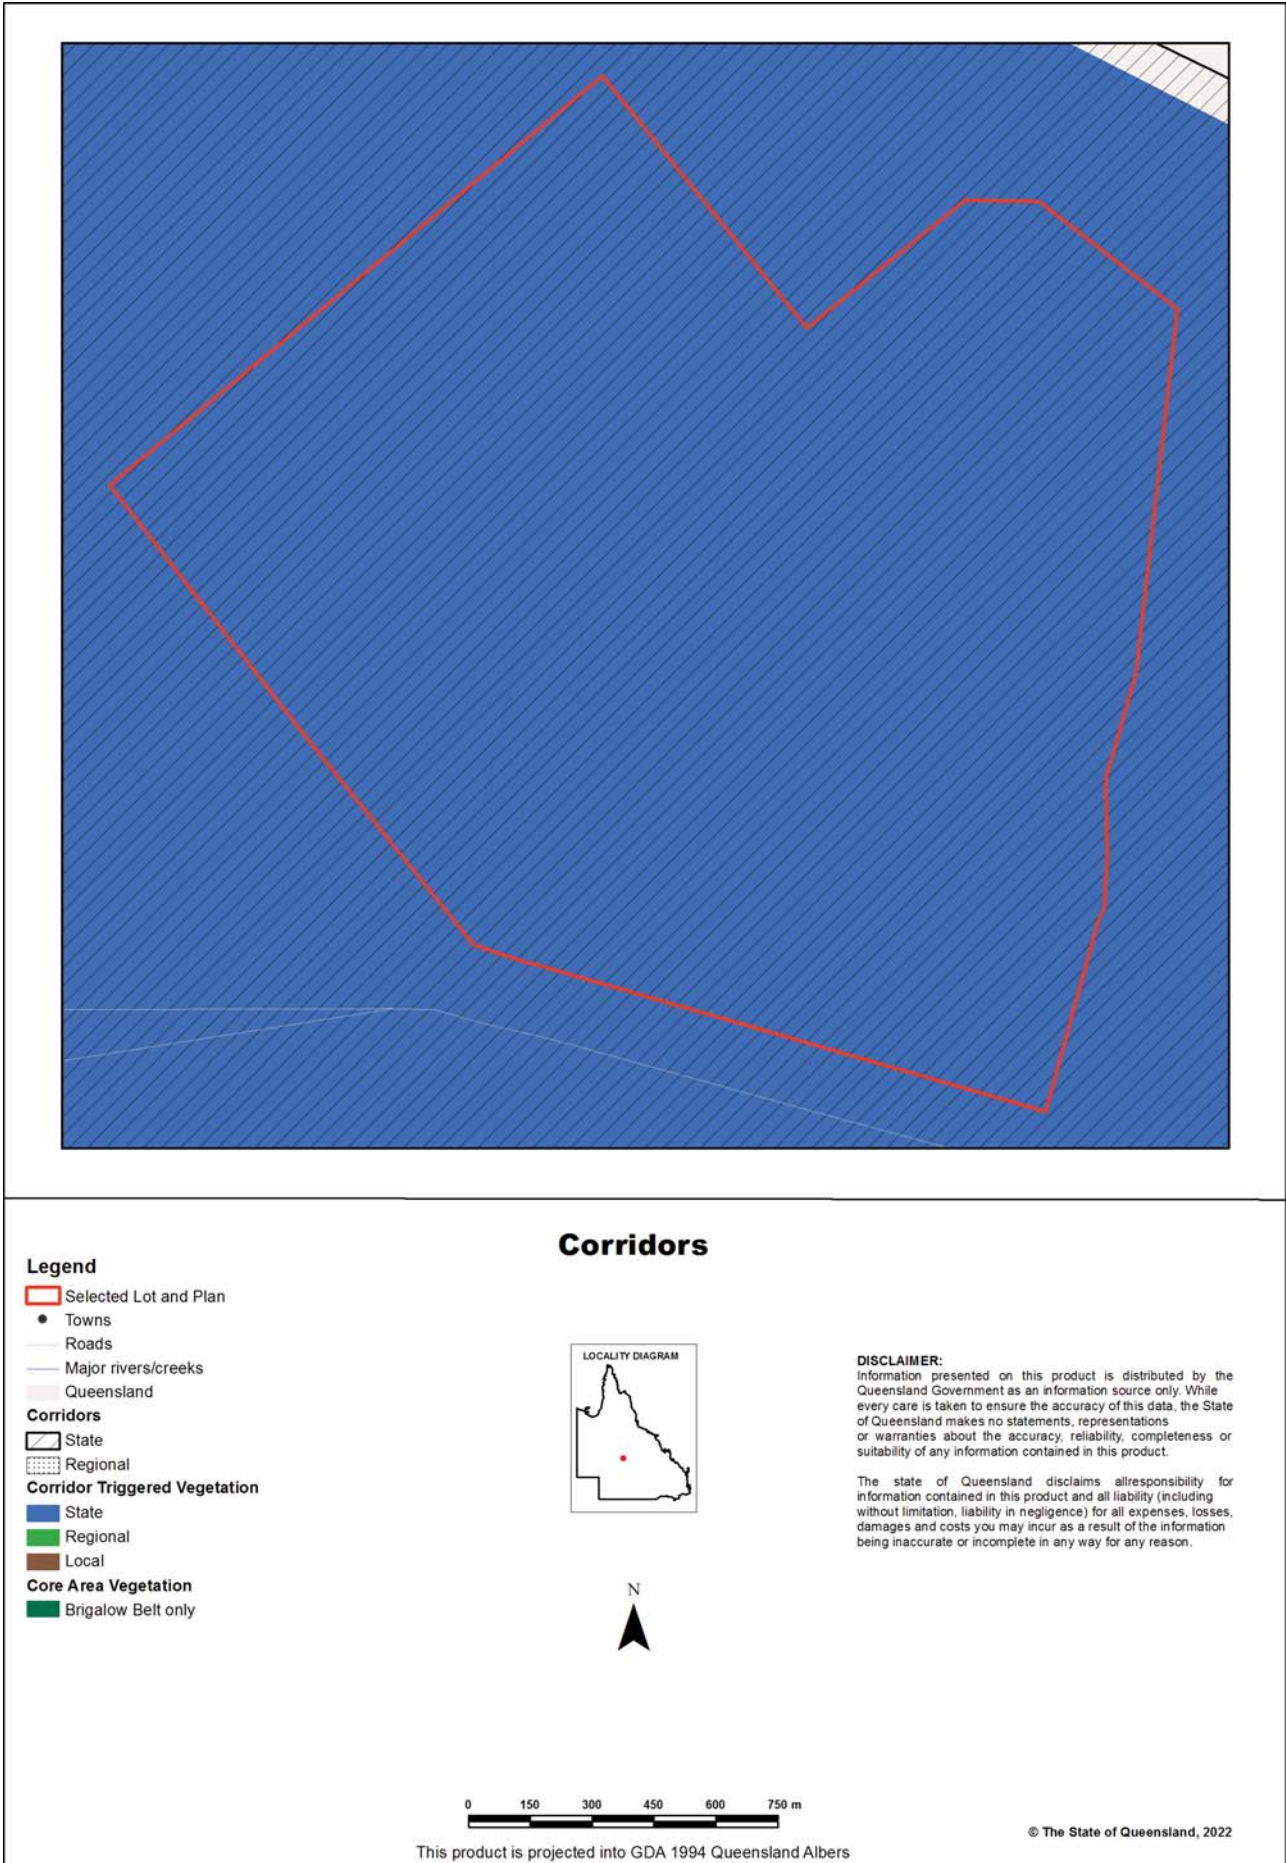 Corridors
Legend
Selected Lot and Plan
Towns
Roads
Major rivers/creeks
Queensland
Corridors
State
Regional
Corridor Triggered Vegetation
State
Regional
Local
Core Area Vegetation
Brigalow Belt only
LOCALITY DIAGRAM
N
DISCLAIMER:
Information presented on this product is distributed by the
Queensland Government as an information source only. While
every care is taken to ensure the accuracy of this data, the State
of Queensland makes no statements, representations
or warranties about the accuracy, reliability, completeness or
suitability of any information contained in this product.
The state of Queensland disclaims allresponsibility for
information contained in this product and all liability (including
without limitation, liability in negligence) for all expenses, losses,
damages and costs you may incur as a result of the information
being inaccurate or incomplete in any way for any reason.
0 150 300 450 600 750 m
This product is projected into GDA 1994 Queensland Albers
© The State of Queensland, 2022